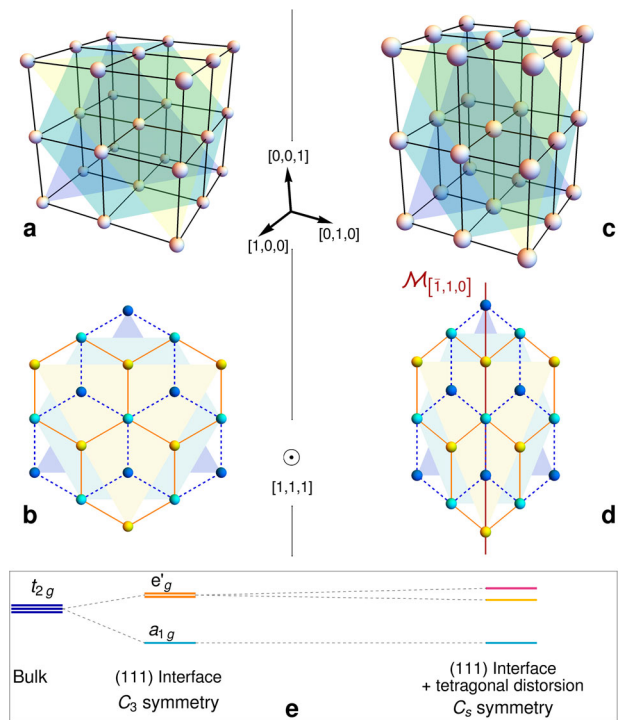 a
c
[0,0,1]
[1,0,0]
[0,1,0]
b
d
M[1̄,1,0]
[1,1,1]
t2g
e'g
a1g
Bulk
(111) Interface
C3 symmetry
(111) Interface
+ tetragonal distorsion
Cs symmetry
e